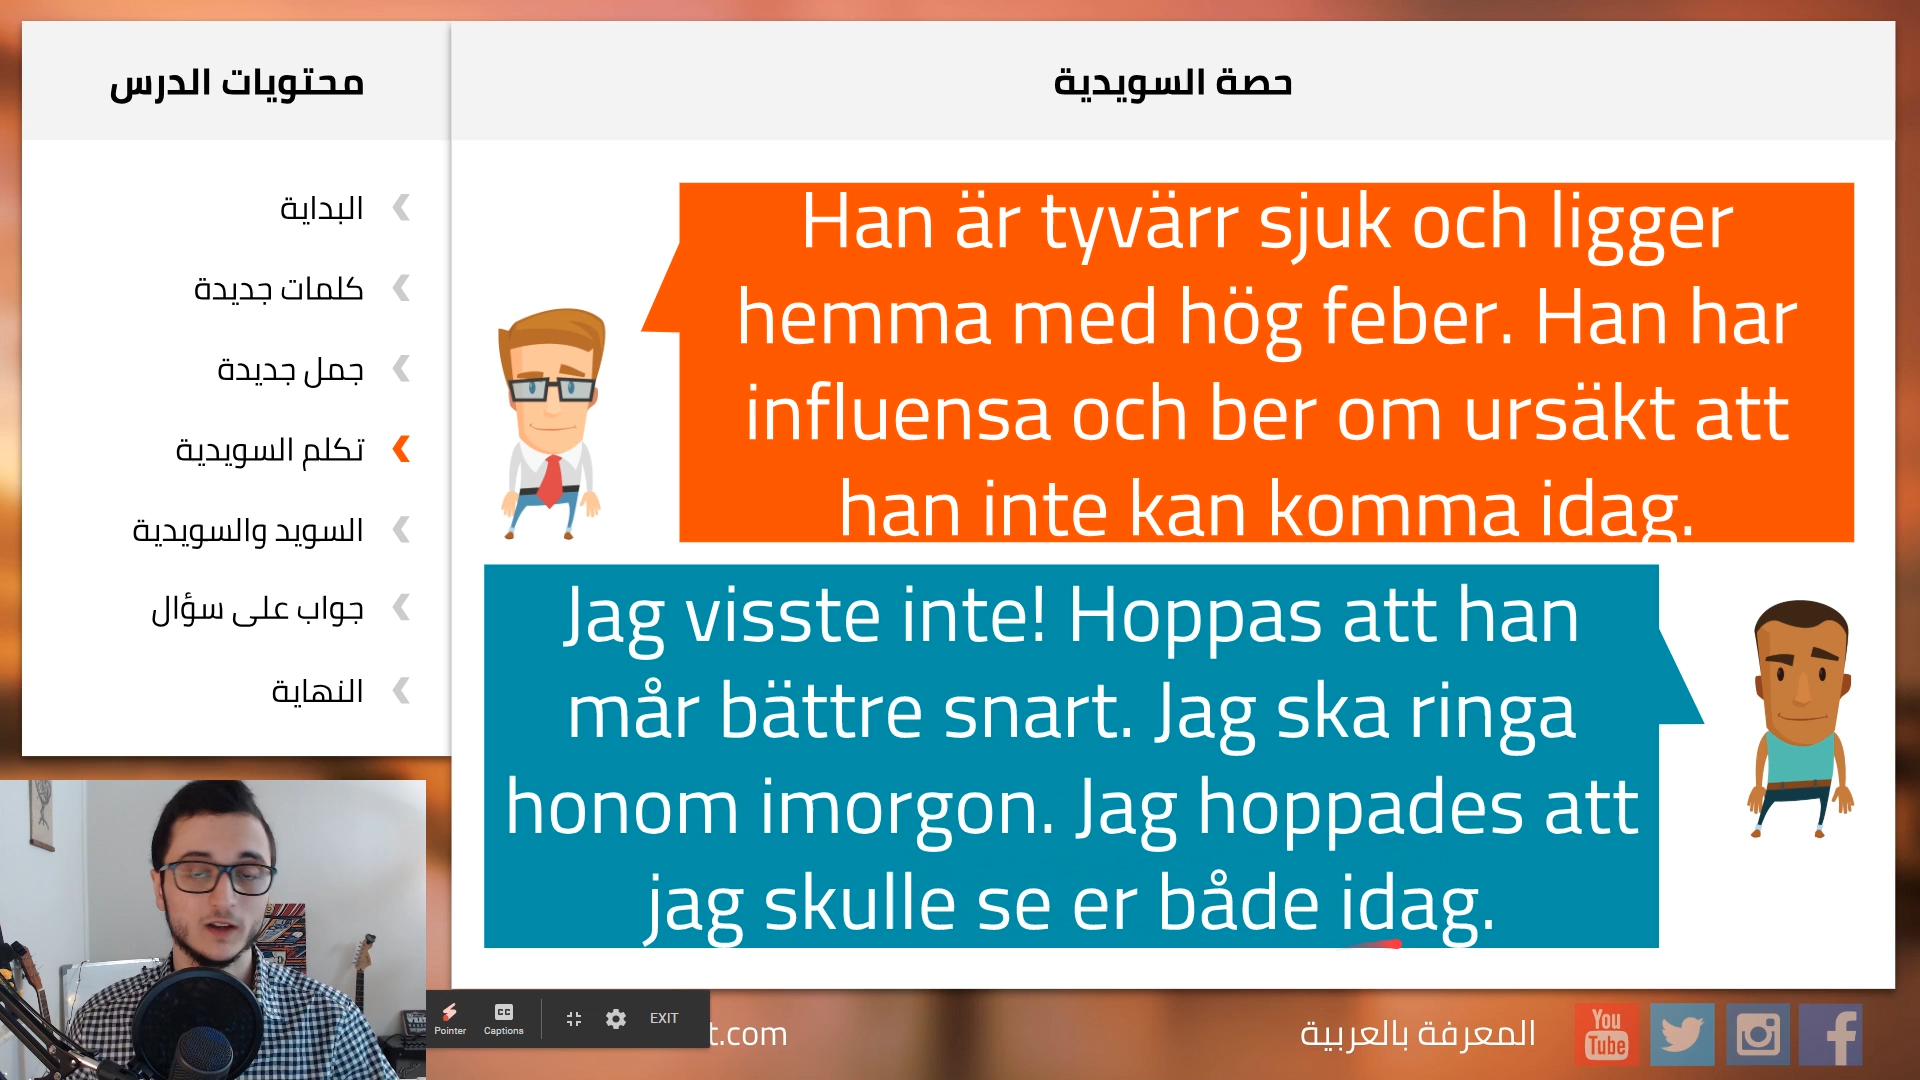 محتويات الدرس
حصة السويدية
البداية
كلمات جديدة
جمل جديدة
تكلم السويدية
السويد والسويدية
جواب على سؤال
النهاية
Han är tyvärr sjuk och ligger
hemma med hög feber. Han har
influensa och ber om ursäkt att
han inte kan komma idag.
Jag visste inte! Hoppas att han
mår bättre snart. Jag ska ringa
honom imorgon. Jag hoppades att
jag skulle se er både idag.
Pointer
CC
Captions
EXIT
t.com
المعرفة بالعربية
You
Tube